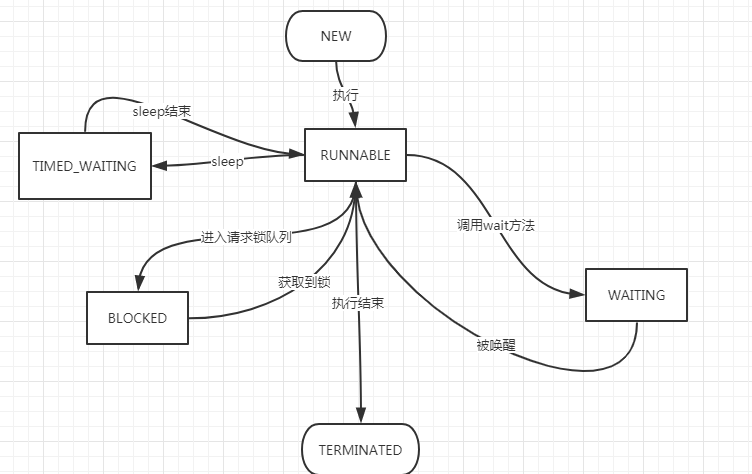 NEW
执行
sleep结束
TIMED_WAITING
sleep
RUNNABLE
调用wait方法
进入请求锁队列
获取到锁
执行结束
BLOCKED
WAITING
被唤醒
TERMINATED